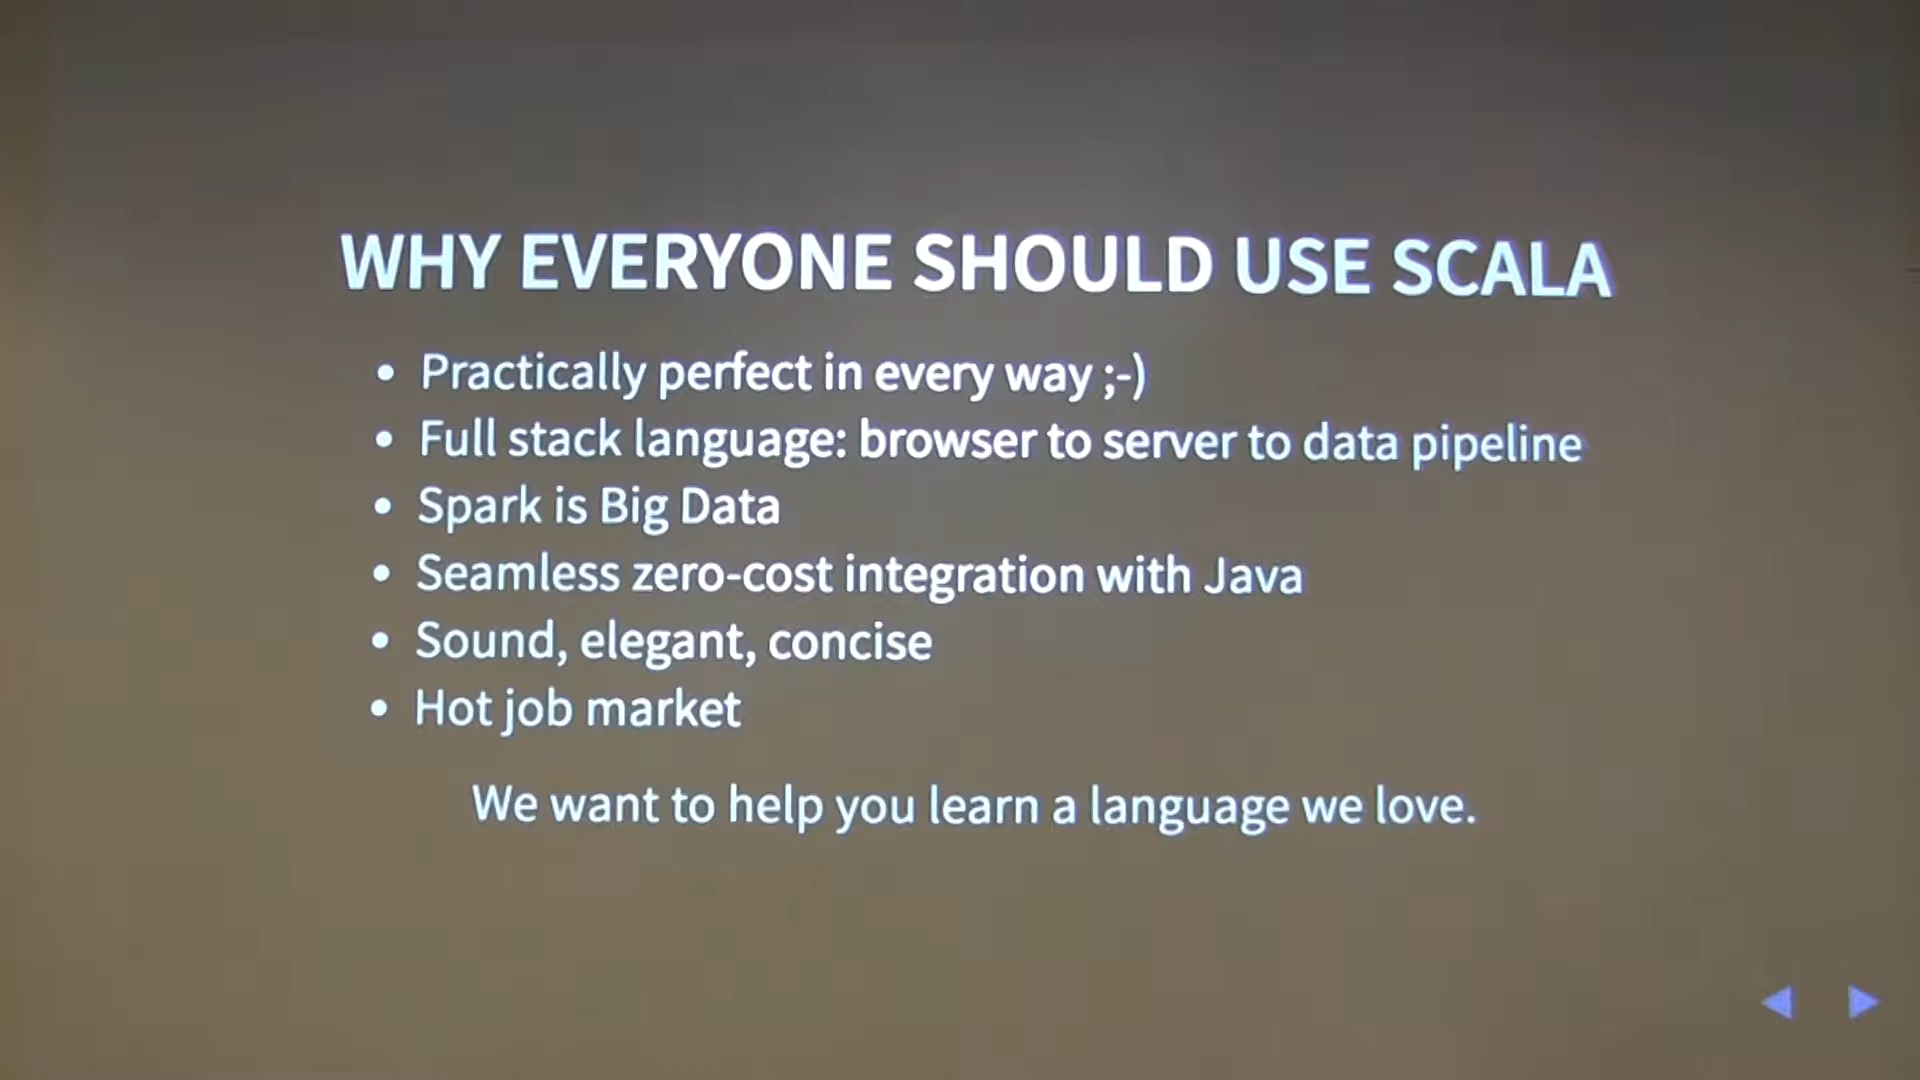 WHY EVERYONE SHOULD USE SCALA
• Practically perfect in every way ;-)
• Full stack language: browser to server to data pipeline
• Spark is Big Data
• Seamless zero-cost integration with Java
• Sound, elegant, concise
• Hot job market
We want to help you learn a language we love.